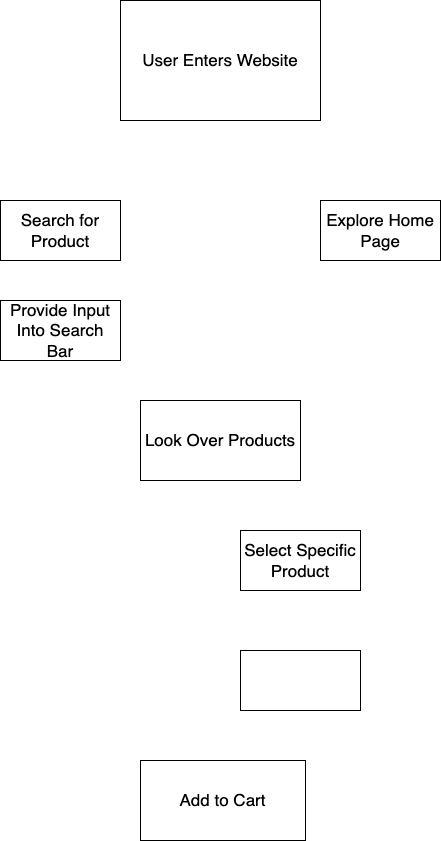 User Enters Website
Search for
Product
Explore Home
Page
Provide Input
Into Search
Bar
Look Over Products
Select Specific
Product
Add to Cart